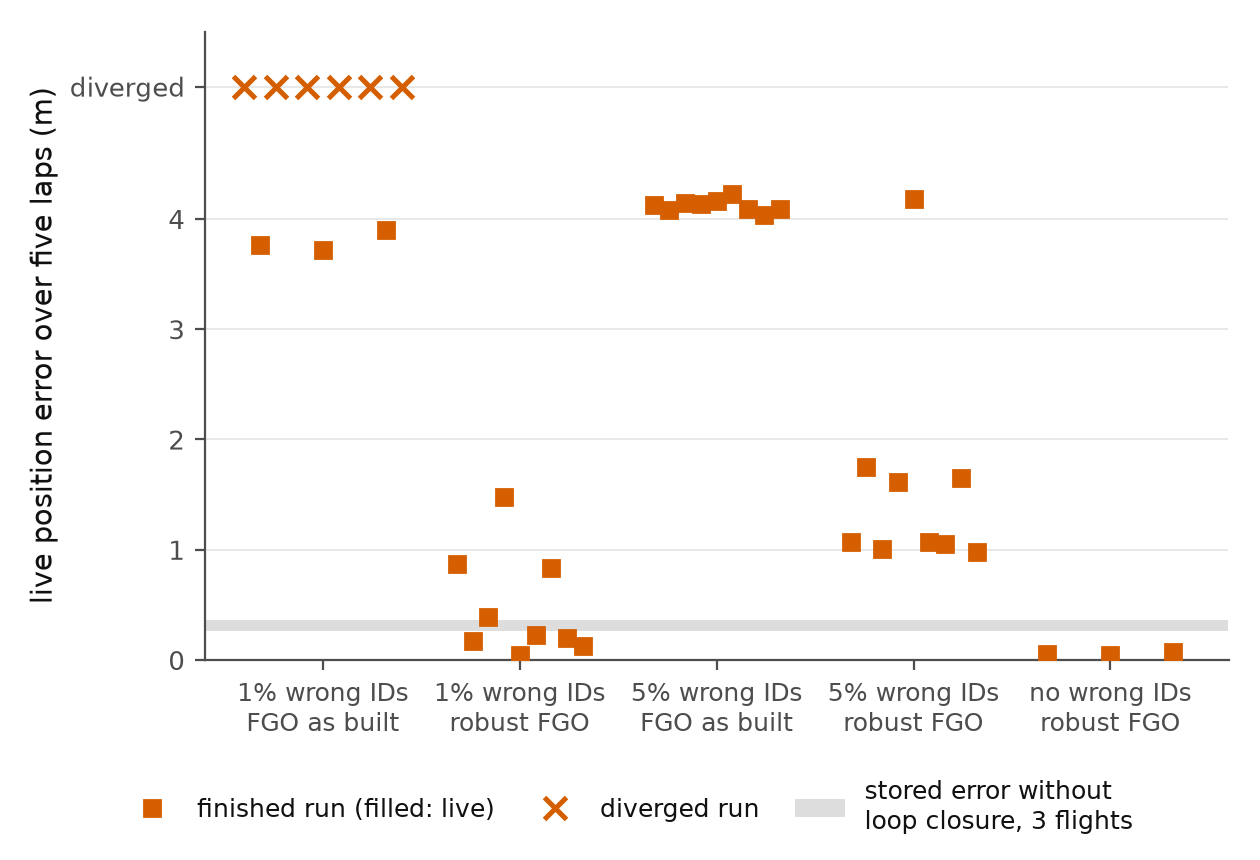 live position error over five laps (m)
diverged
4
3
2
1
0
1% wrong IDs
FGO as built
1% wrong IDs
robust FGO
5% wrong IDs
FGO as built
5% wrong IDs
robust FGO
no wrong IDs
robust FGO
finished run (filled: live)
diverged run
stored error without
loop closure, 3 flights